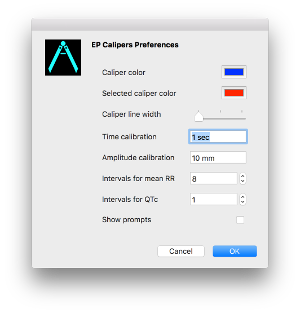 EP Calipers Preferences
Caliper color
Selected caliper color
Caliper line width
Time calibration 1 sec
Amplitude calibration 10 mm
Intervals for mean RR 8
Intervals for QTc 1
Show prompts
Cancel OK